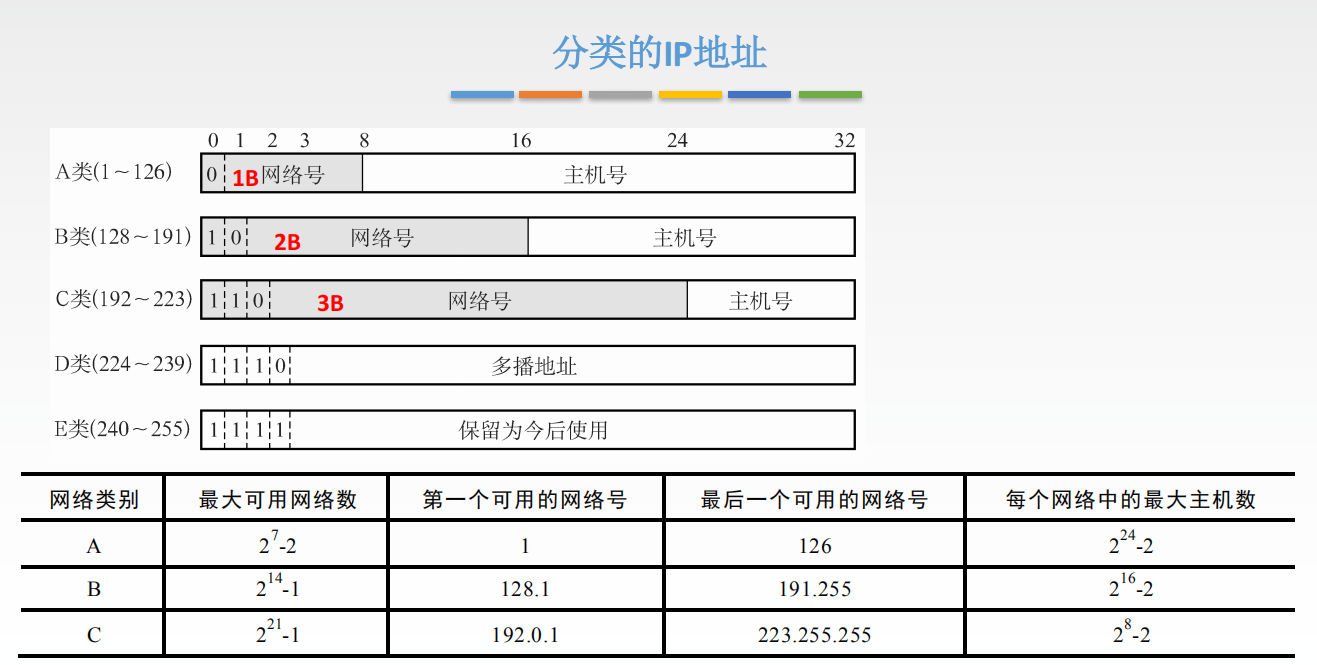 分类的IP地址
0 1 2 3 8 16 24 32
A类(1～126) 0 1B 网络号 主机号
B类(128～191) 1 0 2B 网络号 主机号
C类(192～223) 1 1 0 3B 网络号 主机号
D类(224～239) 1 1 1 0 多播地址
E类(240～255) 1 1 1 1 保留为今后使用
网络类别 最大可用网络数 第一个可用的网络号 最后一个可用的网络号 每个网络中的最大主机数
A 2^7-2 1 126 2^24-2
B 2^14-1 128.1 191.255 2^16-2
C 2^21-1 192.0.1 223.255.255 2^8-2